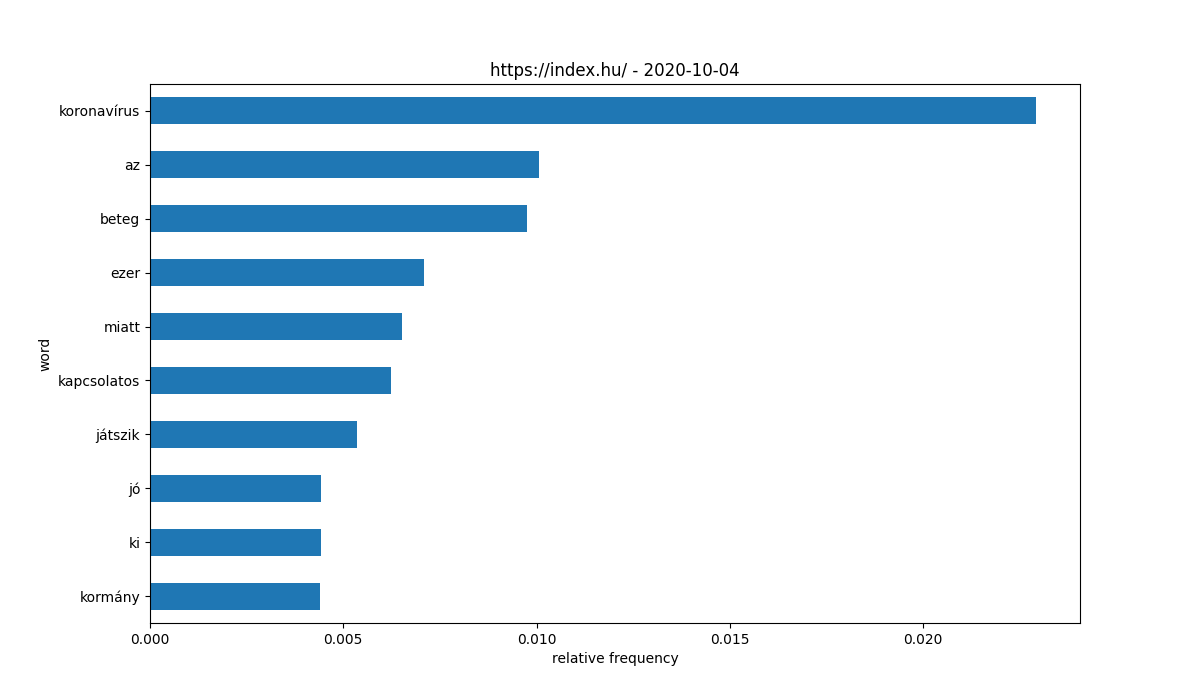 https://index.hu/ - 2020-10-04
koronavírus
az
beteg
ezer
miatt
kapcsolatos
játszik
jó
ki
kormány
word
0.000 0.005 0.010 0.015 0.020
relative frequency